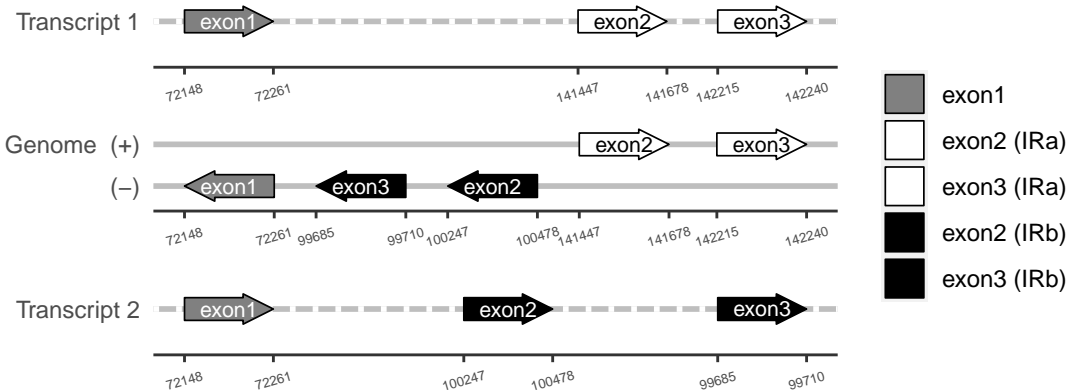 Transcript 1 exon1 exon2 exon3
72148 72261 141447 141678 142215 142240
Genome (+) exon2 exon3
(−) exon1 exon3 exon2
72148 72261 99685 99710 100247 100478 141447 141678 142215 142240
Transcript 2 exon1 exon2 exon3
72148 72261 100247 100478 99685 99710
exon1
exon2 (IRa)
exon3 (IRa)
exon2 (IRb)
exon3 (IRb)